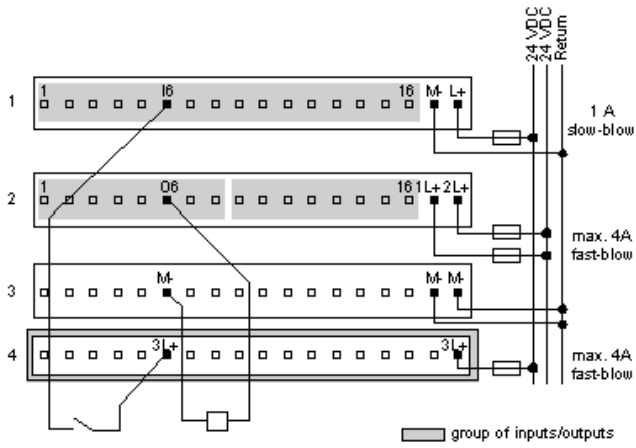 24 VDC
24 VDC
Return
1 I6 16 M- L+
1
1 A
slow-blow
1 O6 16 1L+ 2L+
2
max. 4A
fast-blow
M- M- M-
3
3L+ 3L+
4
max. 4A
fast-blow
group of inputs/outputs